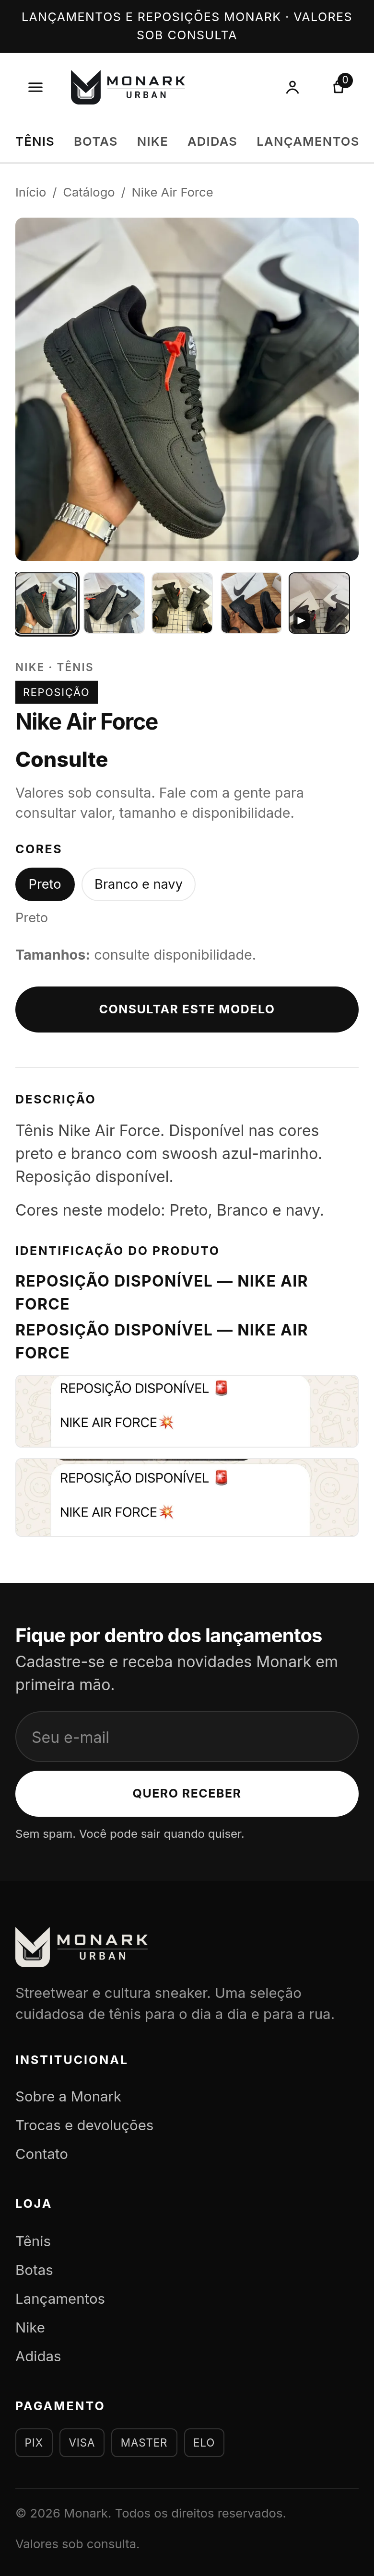 LANÇAMENTOS E REPOSIÇÕES MONARK · VALORES
SOB CONSULTA
MONARK
URBAN
0
TÊNIS BOTAS NIKE ADIDAS LANÇAMENTOS
Início / Catálogo / Nike Air Force
AIR
NIKE · TÊNIS
REPOSIÇÃO
Nike Air Force
Consulte
Valores sob consulta. Fale com a gente para
consultar valor, tamanho e disponibilidade.
CORES
Preto
Branco e navy
Preto
Tamanhos: consulte disponibilidade.
CONSULTAR ESTE MODELO
DESCRIÇÃO
Tênis Nike Air Force. Disponível nas cores
preto e branco com swoosh azul-marinho.
Reposição disponível.
Cores neste modelo: Preto, Branco e navy.
IDENTIFICAÇÃO DO PRODUTO
REPOSIÇÃO DISPONÍVEL — NIKE AIR
FORCE
REPOSIÇÃO DISPONÍVEL — NIKE AIR
FORCE
REPOSIÇÃO DISPONÍVEL 🚨
NIKE AIR FORCE💥
REPOSIÇÃO DISPONÍVEL 🚨
NIKE AIR FORCE💥
Fique por dentro dos lançamentos
Cadastre-se e receba novidades Monark em
primeira mão.
Seu e-mail
QUERO RECEBER
Sem spam. Você pode sair quando quiser.
MONARK
URBAN
Streetwear e cultura sneaker. Uma seleção
cuidadosa de tênis para o dia a dia e para a rua.
INSTITUCIONAL
Sobre a Monark
Trocas e devoluções
Contato
LOJA
Tênis
Botas
Lançamentos
Nike
Adidas
PAGAMENTO
PIX VISA MASTER ELO
© 2026 Monark. Todos os direitos reservados.
Valores sob consulta.